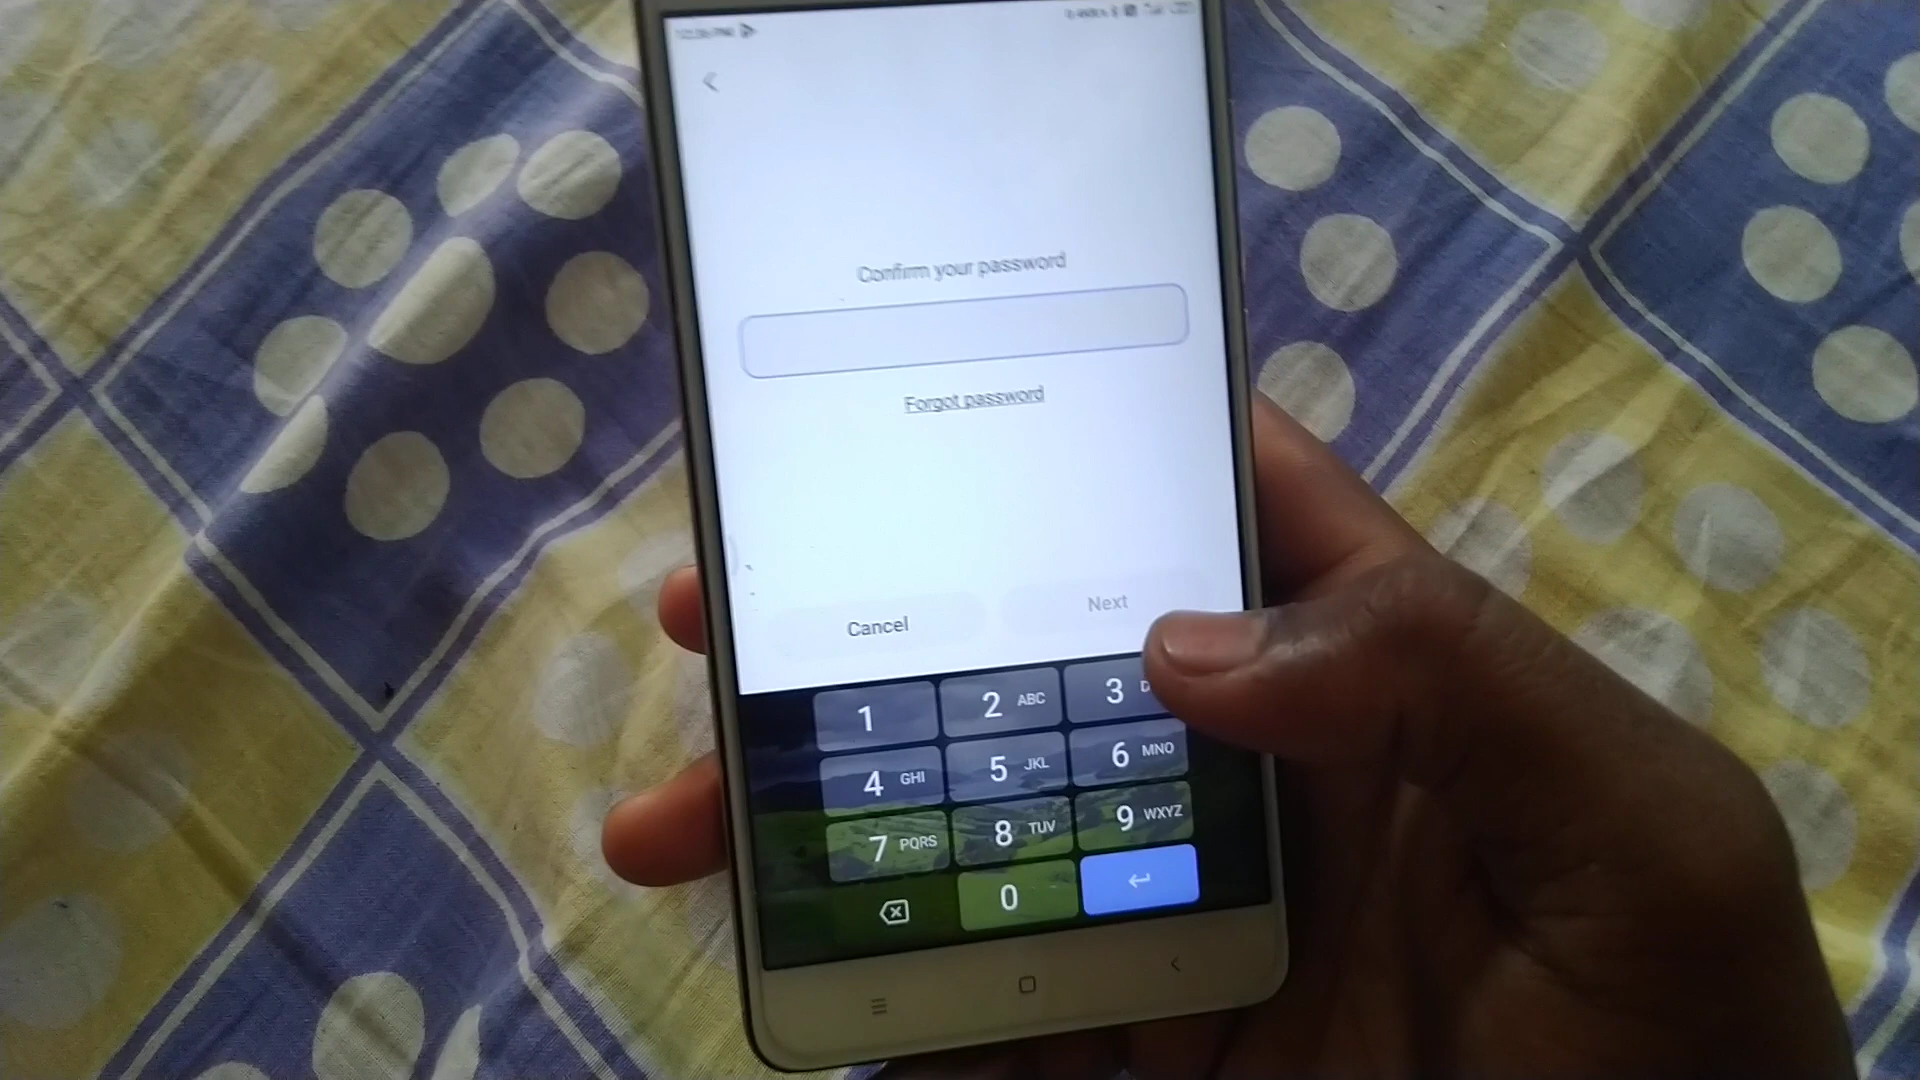 Confirm your password
Forgot password
Cancel
Next
1
2 ABC
3
4 GHI
5 JKL
6 MNO
7 PQRS
8 TUV
9 WXYZ
0